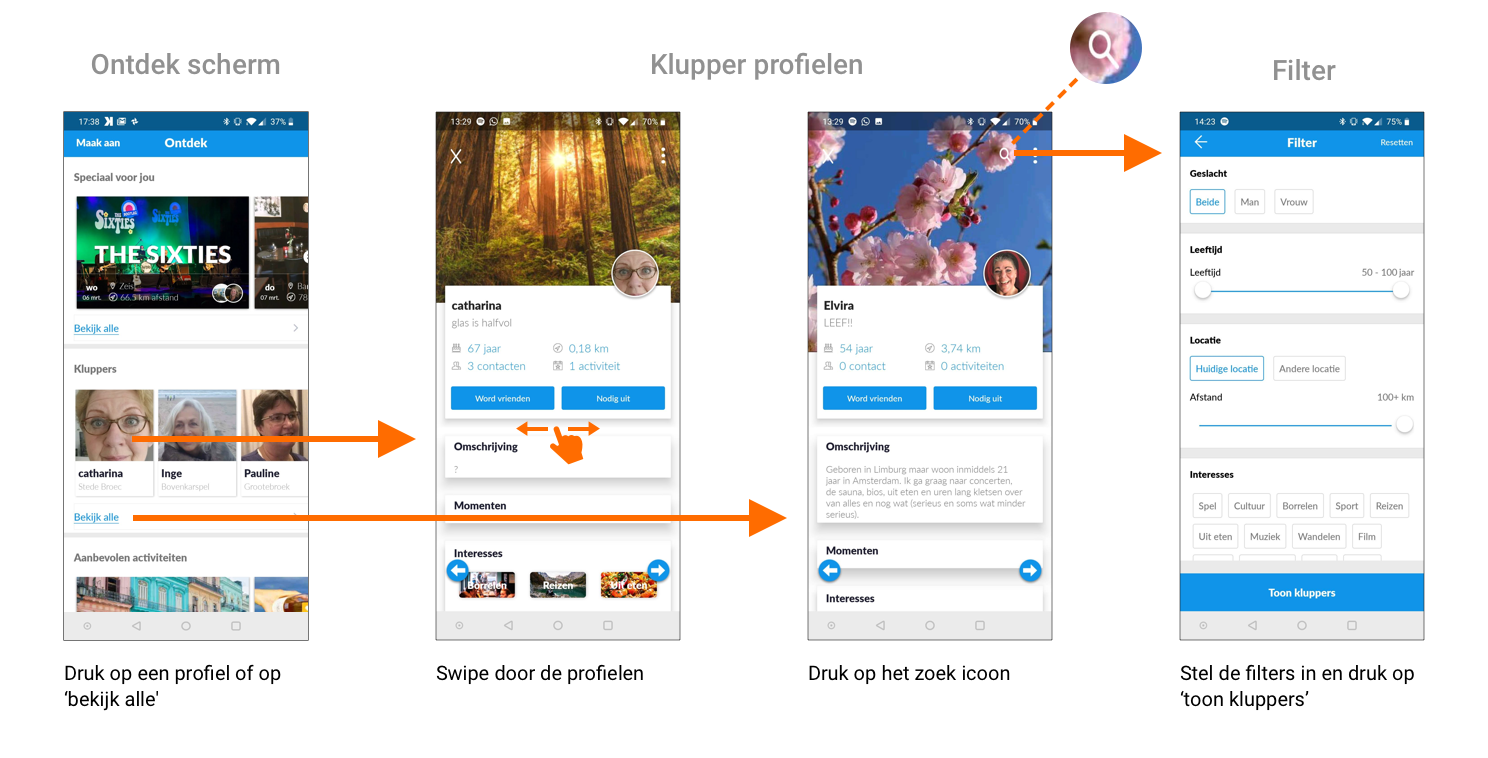 Ontdek scherm
Klupper profielen
Filter
17:38
37%
Maak aan
Ontdek
Speciaal voor jou
THE SIXTIES
Sixties
THE SIXTIES
wo
Zeist
06 mrt.
66.5 km afstand
do
Ba
07 mrt.
78
Bekijk alle
Kluppers
catharina
Inge
Pauline
Stede Broec
Bovenkarspel
Grootebroek
Bekijk alle
Aanbevolen activiteiten
Druk op een profiel of op
‘bekijk alle'
13:29
70%
catharina
glas is halfvol
67 jaar
0,18 km
3 contacten
1 activiteit
Word vrienden
Nodig uit
Omschrijving
?
Momenten
Interesses
Borrelen
Reizen
Uit eten
Swipe door de profielen
13:29
70%
Elvira
LEEF!!
54 jaar
3,74 km
0 contact
0 activiteiten
Word vrienden
Nodig uit
Omschrijving
Geboren in Limburg maar woon inmiddels 21
jaar in Amsterdam. Ik ga graag naar concerten,
de sauna, bios, uit eten en uren lang kletsen over
van alles en nog wat (serieus en soms wat minder
serieus).
Momenten
Interesses
Druk op het zoek icoon
14:23
75%
Filter
Resetten
Geslacht
Beide
Man
Vrouw
Leeftijd
Leeftijd
50 - 100 jaar
Locatie
Huidige locatie
Andere locatie
Afstand
100+ km
Interesses
Spel
Cultuur
Borrelen
Sport
Reizen
Uit eten
Muziek
Wandelen
Film
Toon kluppers
Stel de filters in en druk op
‘toon kluppers’